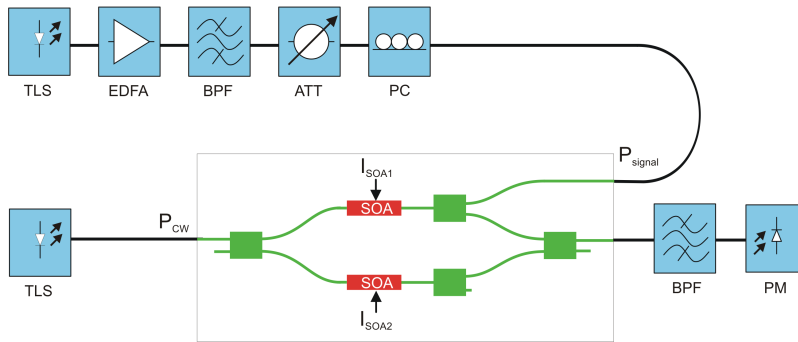 TLS
EDFA
BPF
ATT
PC
P_signal
I_SOA1
SOA
P_CW
SOA
I_SOA2
TLS
BPF
PM